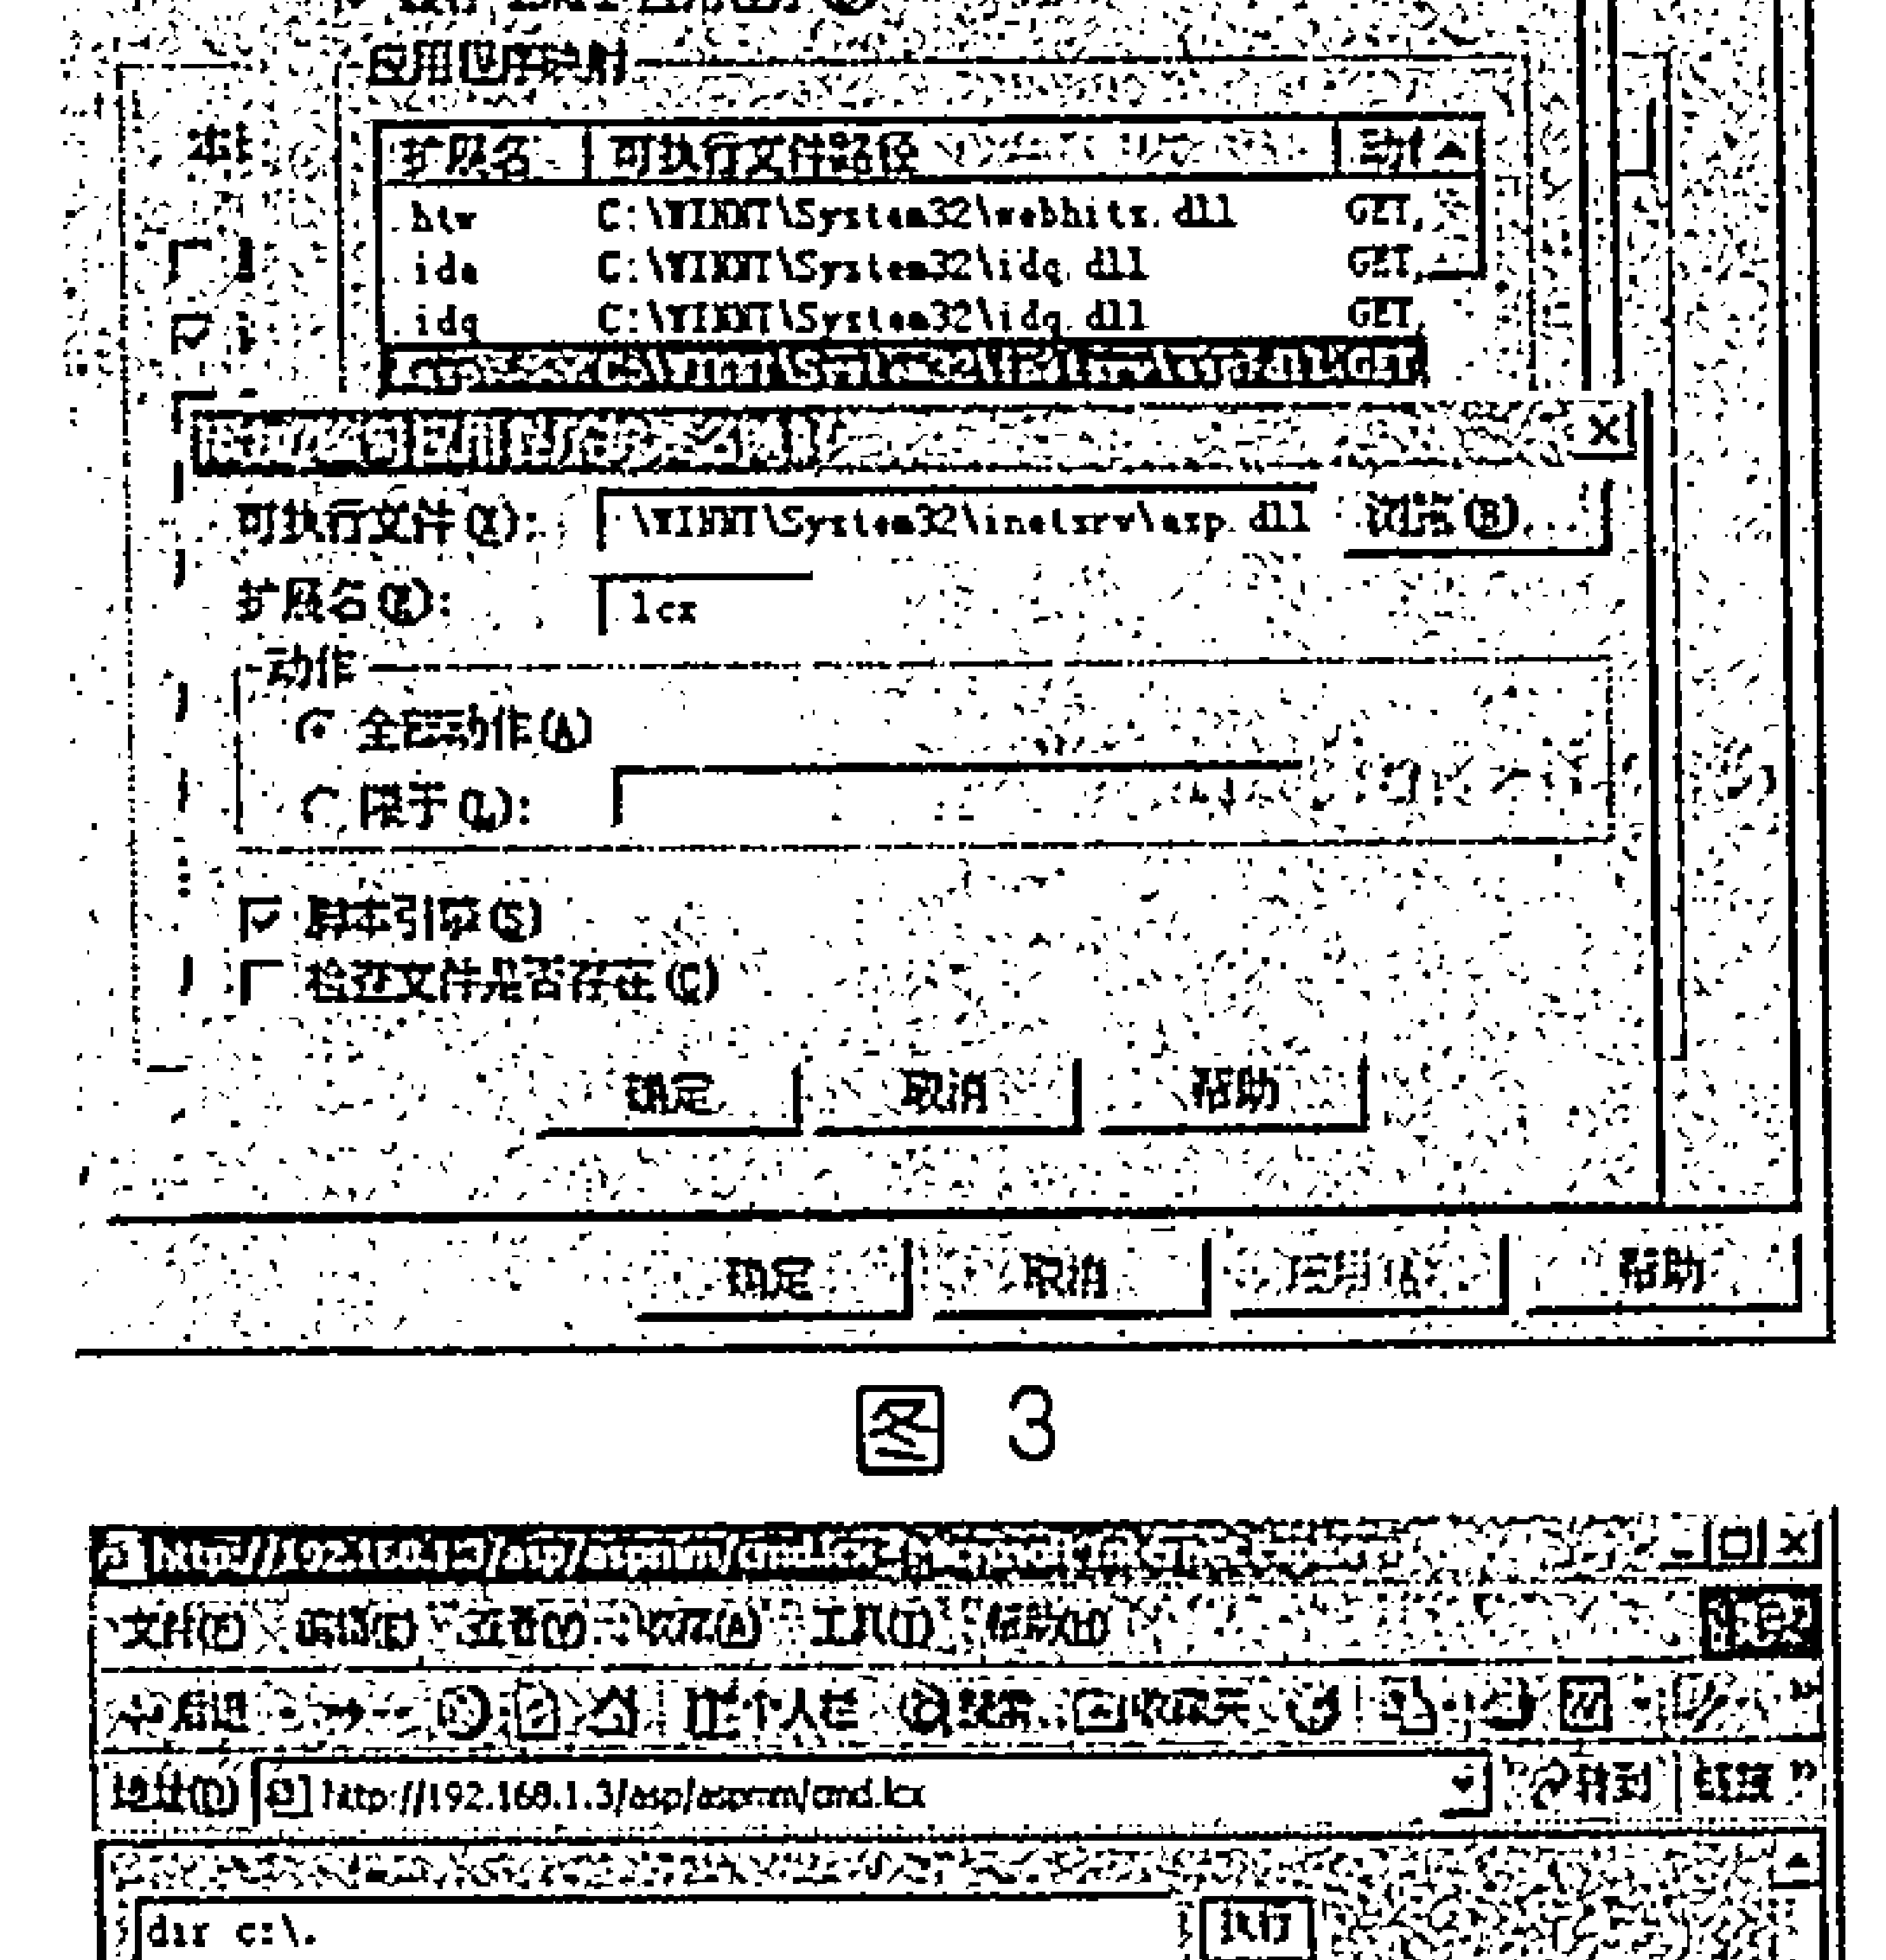 应用程序映射
扩展名 可执行文件路径
.htw C:\WINNT\System32\webhits.dll GET,
.ida C:\WINNT\System32\idq.dll GET,
.idq C:\WINNT\System32\idq.dll GET,
可执行文件(X): \WINNT\System32\inetsrv\asp.dll 浏览(B)
扩展名(E): lcx
动作
全部动作(A)
限于(L):
脚本引擎(S)
检查文件是否存在(C)
确定 取消 帮助
确定 取消 应用(A) 帮助
图 3
文件(F) 编辑(E) 查看(V) 收藏(A) 工具(T) 帮助(H)
后退 个人栏 搜索 收藏夹
地址(D) http://192.168.1.3/asp/aspmm/cmd.lcx 转到 链接
dir c:\. 执行